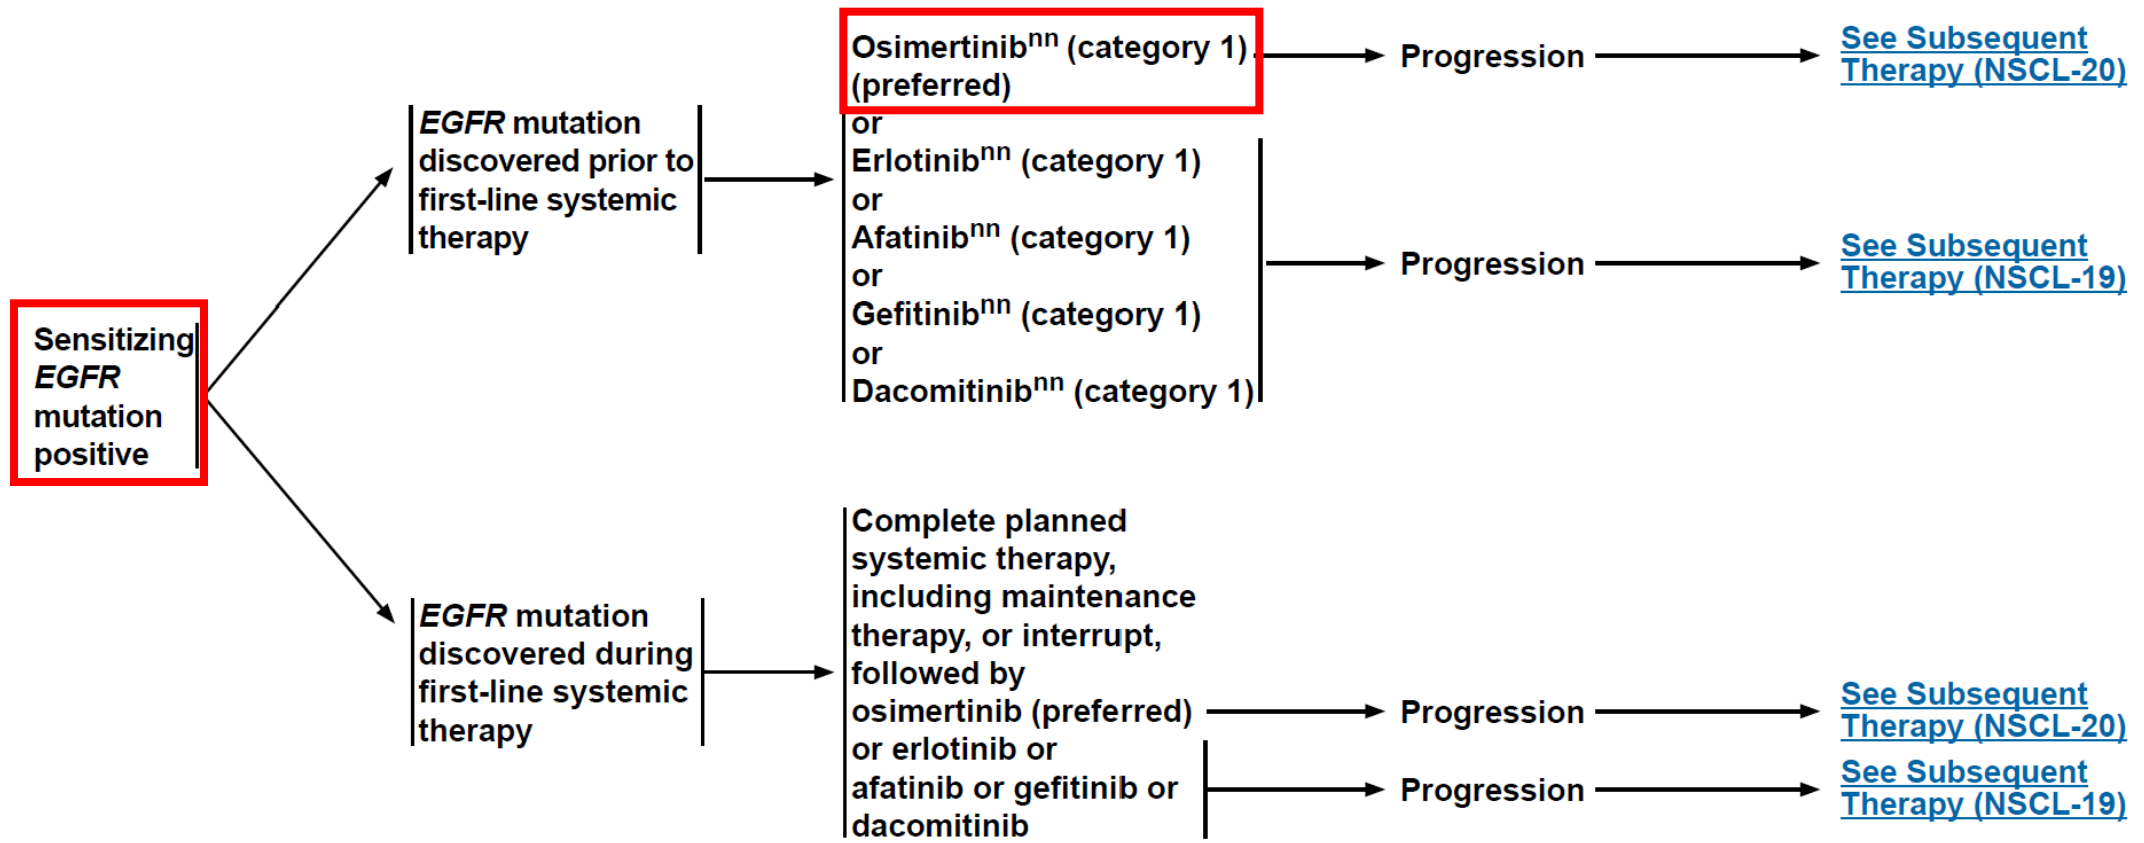 Sensitizing
EGFR
mutation
positive
EGFR mutation
discovered prior to
first-line systemic
therapy
Osimertinibnn (category 1)
(preferred)
or
Erlotinibnn (category 1)
or
Afatinibnn (category 1)
or
Gefitinibnn (category 1)
or
Dacomitinibnn (category 1)
Progression
See Subsequent
Therapy (NSCL-20)
Progression
See Subsequent
Therapy (NSCL-19)
EGFR mutation
discovered during
first-line systemic
therapy
Complete planned
systemic therapy,
including maintenance
therapy, or interrupt,
followed by
osimertinib (preferred)
or erlotinib or
afatinib or gefitinib or
dacomitinib
Progression
See Subsequent
Therapy (NSCL-20)
Progression
See Subsequent
Therapy (NSCL-19)